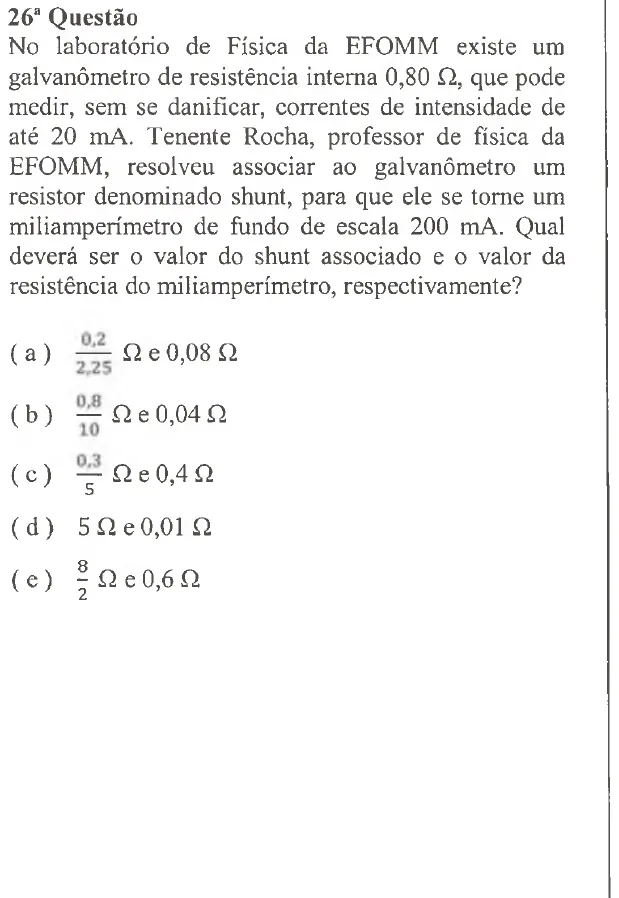 26ª Questão
No laboratório de Física da EFOMM existe um
galvanômetro de resistência interna 0,80 Ω, que pode
medir, sem se danificar, correntes de intensidade de
até 20 mA. Tenente Rocha, professor de física da
EFOMM, resolveu associar ao galvanômetro um
resistor denominado shunt, para que ele se torne um
miliamperímetro de fundo de escala 200 mA. Qual
deverá ser o valor do shunt associado e o valor da
resistência do miliamperímetro, respectivamente?
( a ) 0,2/2,25 Ω e 0,08 Ω
( b ) 0,8/10 Ω e 0,04 Ω
( c ) 0,3/5 Ω e 0,4 Ω
( d ) 5 Ω e 0,01 Ω
( e ) 8/2 Ω e 0,6 Ω